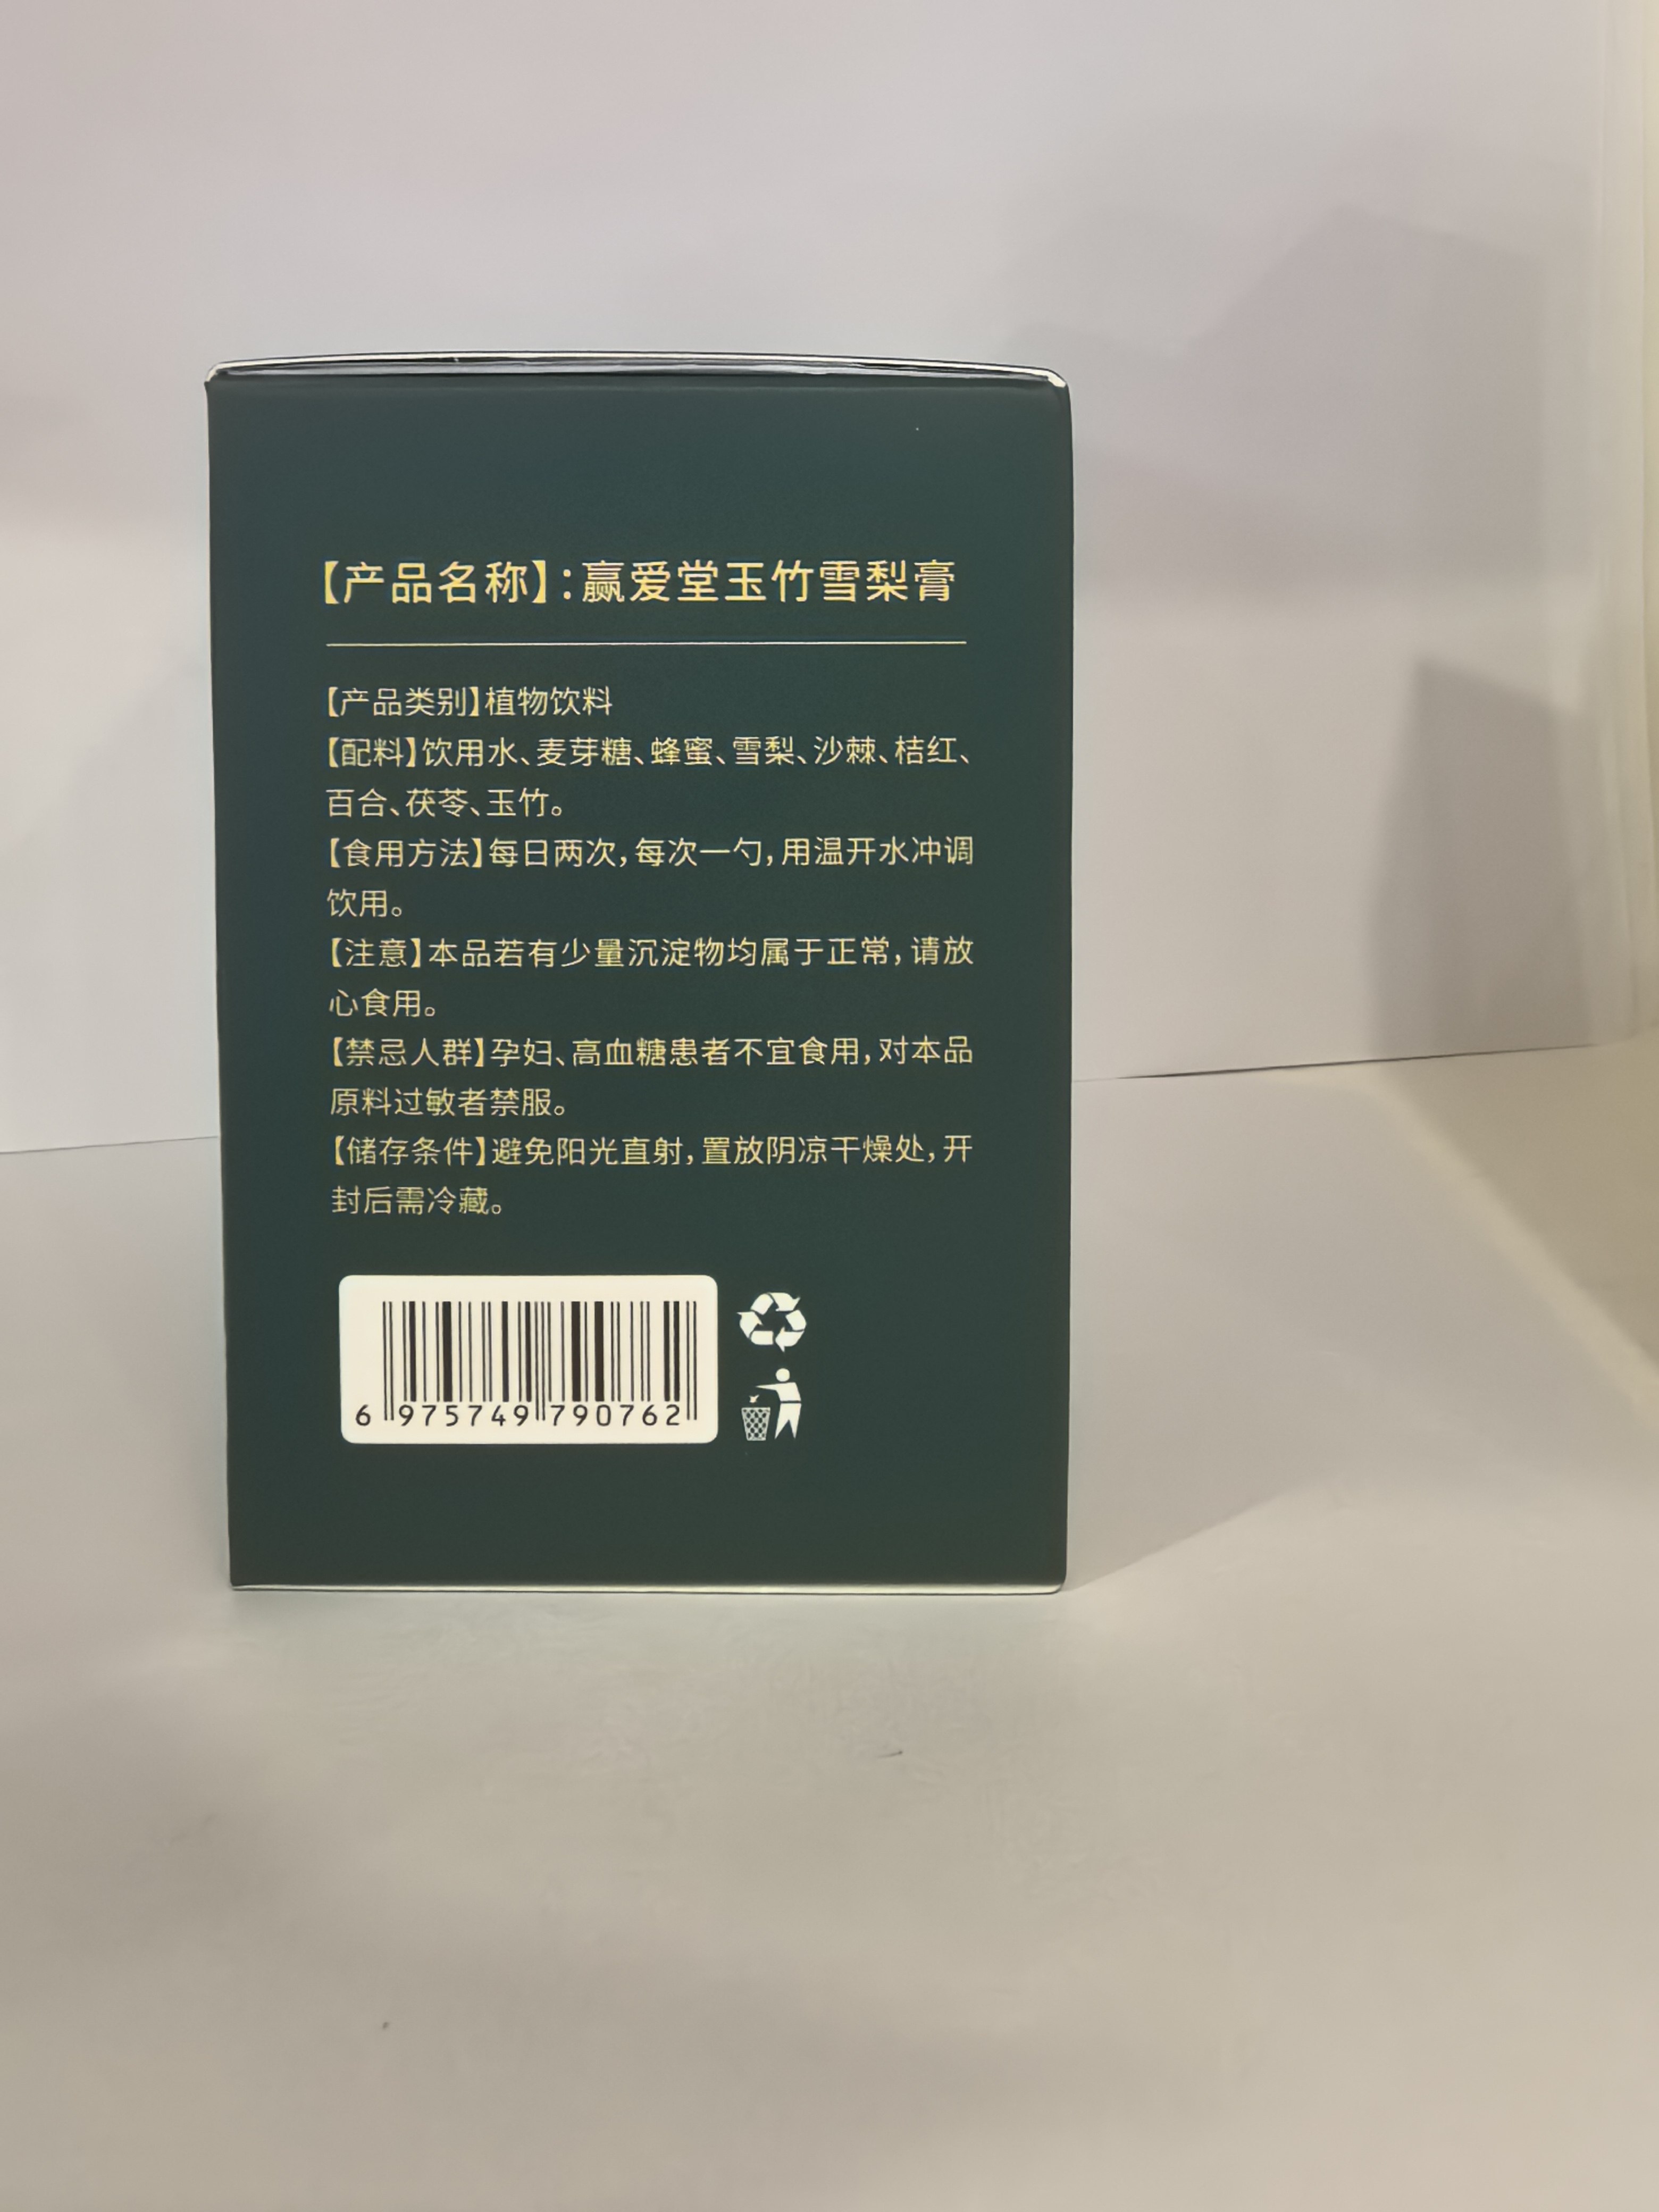 【产品名称】:赢爱堂玉竹雪梨膏
【产品类别】植物饮料
【配料】饮用水、麦芽糖、蜂蜜、雪梨、沙棘、桔红、
百合、茯苓、玉竹。
【食用方法】每日两次,每次一勺,用温开水冲调
饮用。
【注意】本品若有少量沉淀物均属于正常,请放
心食用。
【禁忌人群】孕妇、高血糖患者不宜食用,对本品
原料过敏者禁服。
【储存条件】避免阳光直射,置放阴凉干燥处,开
封后需冷藏。
6 975749 790762